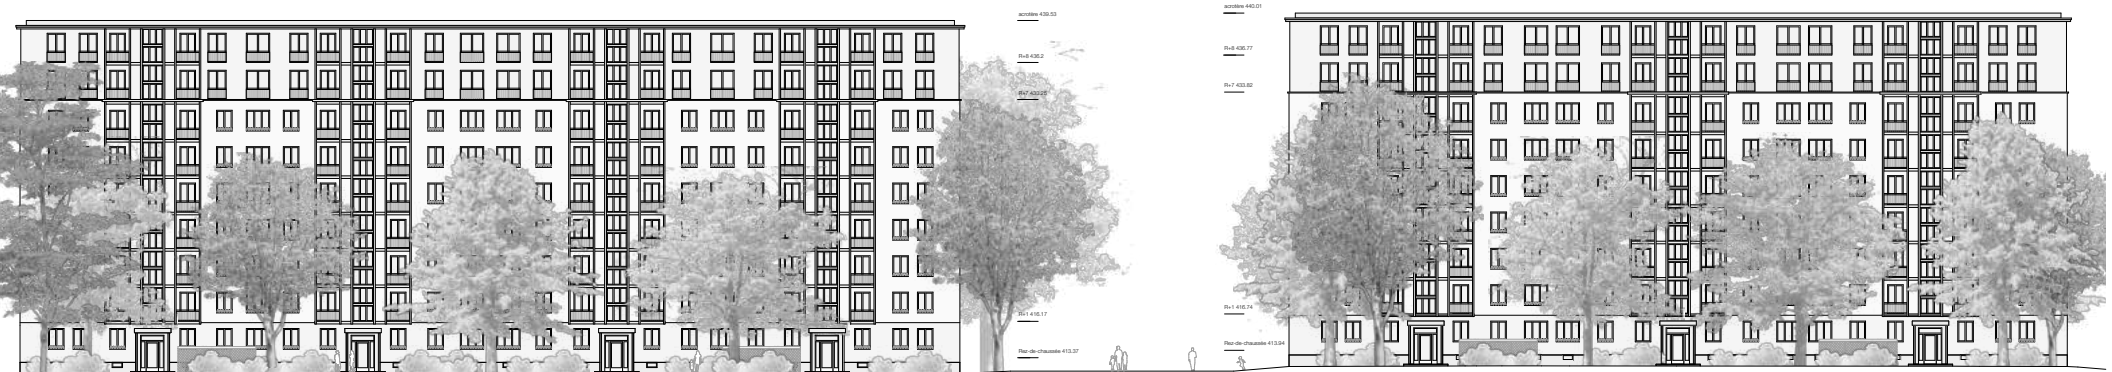 acrotère 439.53
R+8 436.2
R+7 433.25
R+1 416.17
Rez-de-chaussée 413.37
acrotère 440.01
R+8 436.77
R+7 433.82
R+1 416.74
Rez-de-chaussée 413.94